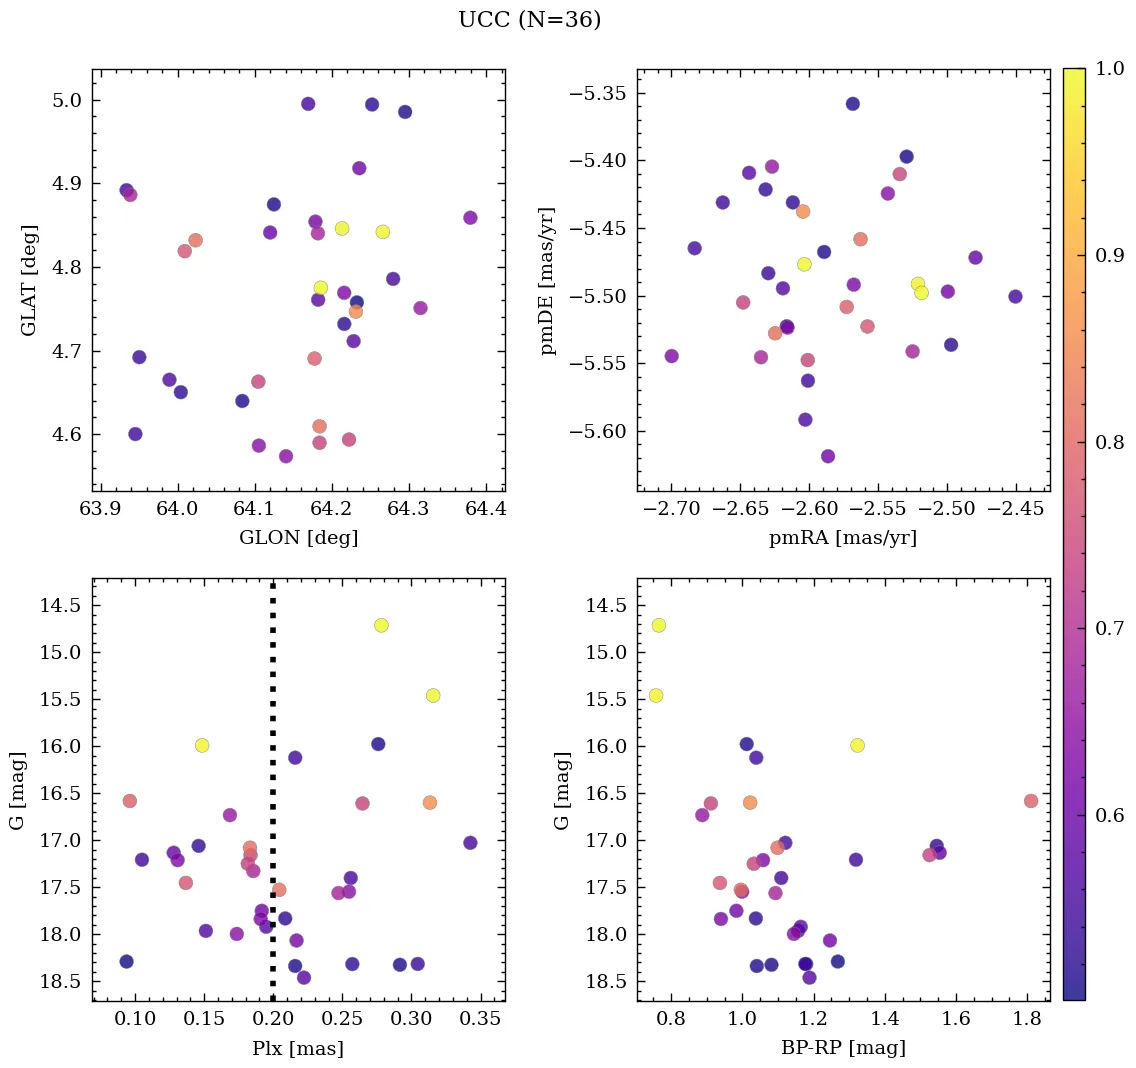 UCC (N=36)
5.0
4.9
4.8
4.7
4.6
GLAT [deg]
63.9 64.0 64.1 64.2 64.3 64.4
GLON [deg]
−5.35
−5.40
−5.45
−5.50
−5.55
−5.60
pmDE [mas/yr]
−2.70 −2.65 −2.60 −2.55 −2.50 −2.45
pmRA [mas/yr]
14.5
15.0
15.5
16.0
16.5
17.0
17.5
18.0
18.5
G [mag]
0.10 0.15 0.20 0.25 0.30 0.35
Plx [mas]
14.5
15.0
15.5
16.0
16.5
17.0
17.5
18.0
18.5
G [mag]
0.8 1.0 1.2 1.4 1.6 1.8
BP-RP [mag]
1.0
0.9
0.8
0.7
0.6